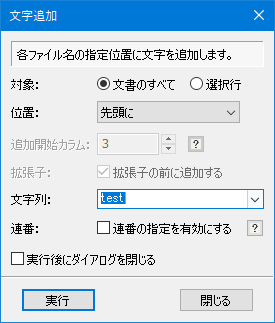 文字追加
各ファイル名の指定位置に文字を追加します。
対象: 文書のすべて 選択行
位置: 先頭に
追加開始カラム: 3 ?
拡張子: 拡張子の前に追加する
文字列: test
連番: 連番の指定を有効にする ?
実行後にダイアログを閉じる
実行 閉じる